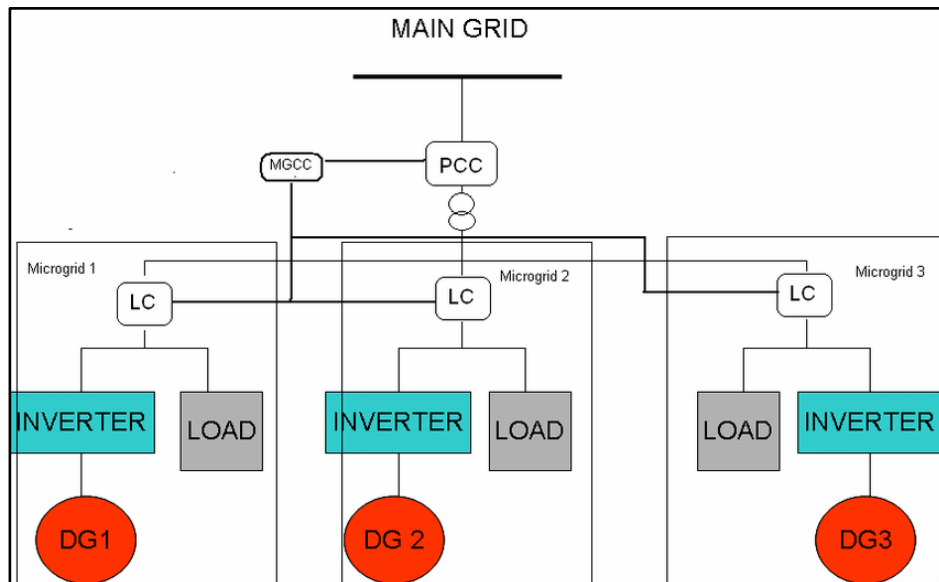 MAIN GRID
MGCC
PCC
Microgrid 1
Microgrid 2
Microgrid 3
LC
LC
LC
INVERTER
LOAD
INVERTER
LOAD
LOAD
INVERTER
DG1
DG 2
DG3